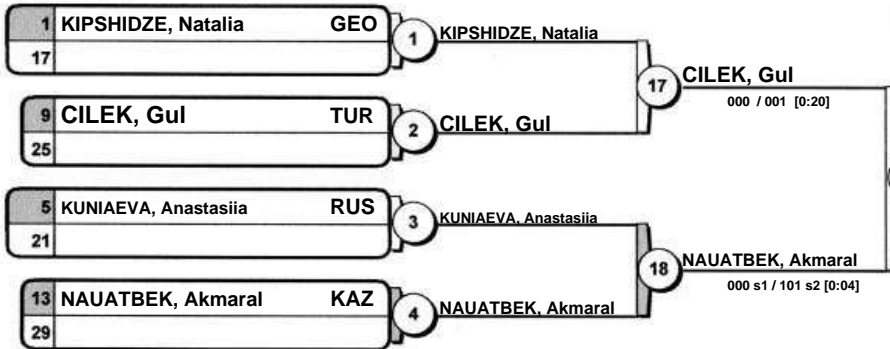 1 KIPSHIDZE, Natalia GEO
17
1 KIPSHIDZE, Natalia
17 CILEK, Gul
000 / 001 [0:20]
9 CILEK, Gul TUR
25
2 CILEK, Gul
5 KUNIAEVA, Anastasiia RUS
21
3 KUNIAEVA, Anastasiia
18 NAUATBEK, Akmaral
000 s1 / 101 s2 [0:04]
13 NAUATBEK, Akmaral KAZ
29
4 NAUATBEK, Akmaral